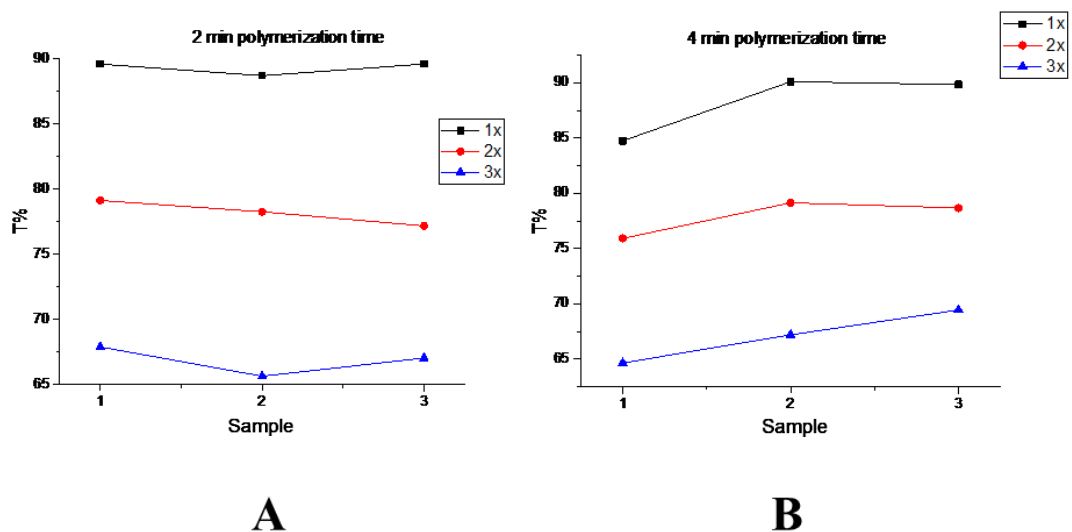 2 min polymerization time
90
85
80
75
70
65
T%
1
2
3
Sample
1x
2x
3x
A
4 min polymerization time
90
85
80
75
70
65
T%
1
2
3
Sample
1x
2x
3x
B